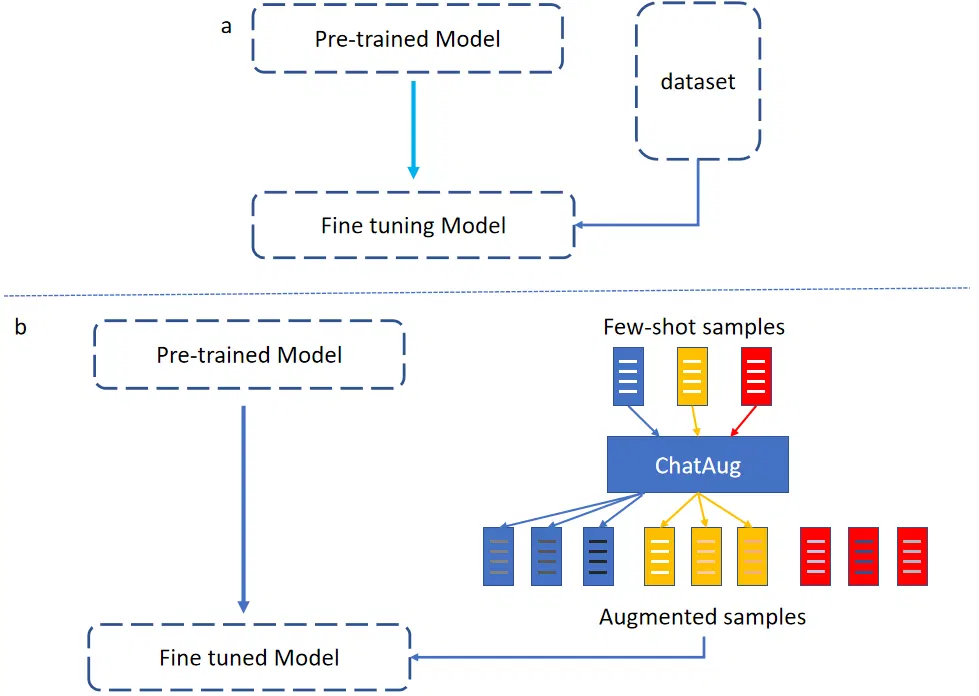 a
Pre-trained Model
dataset
Fine tuning Model
b
Pre-trained Model
Few-shot samples
ChatAug
Augmented samples
Fine tuned Model